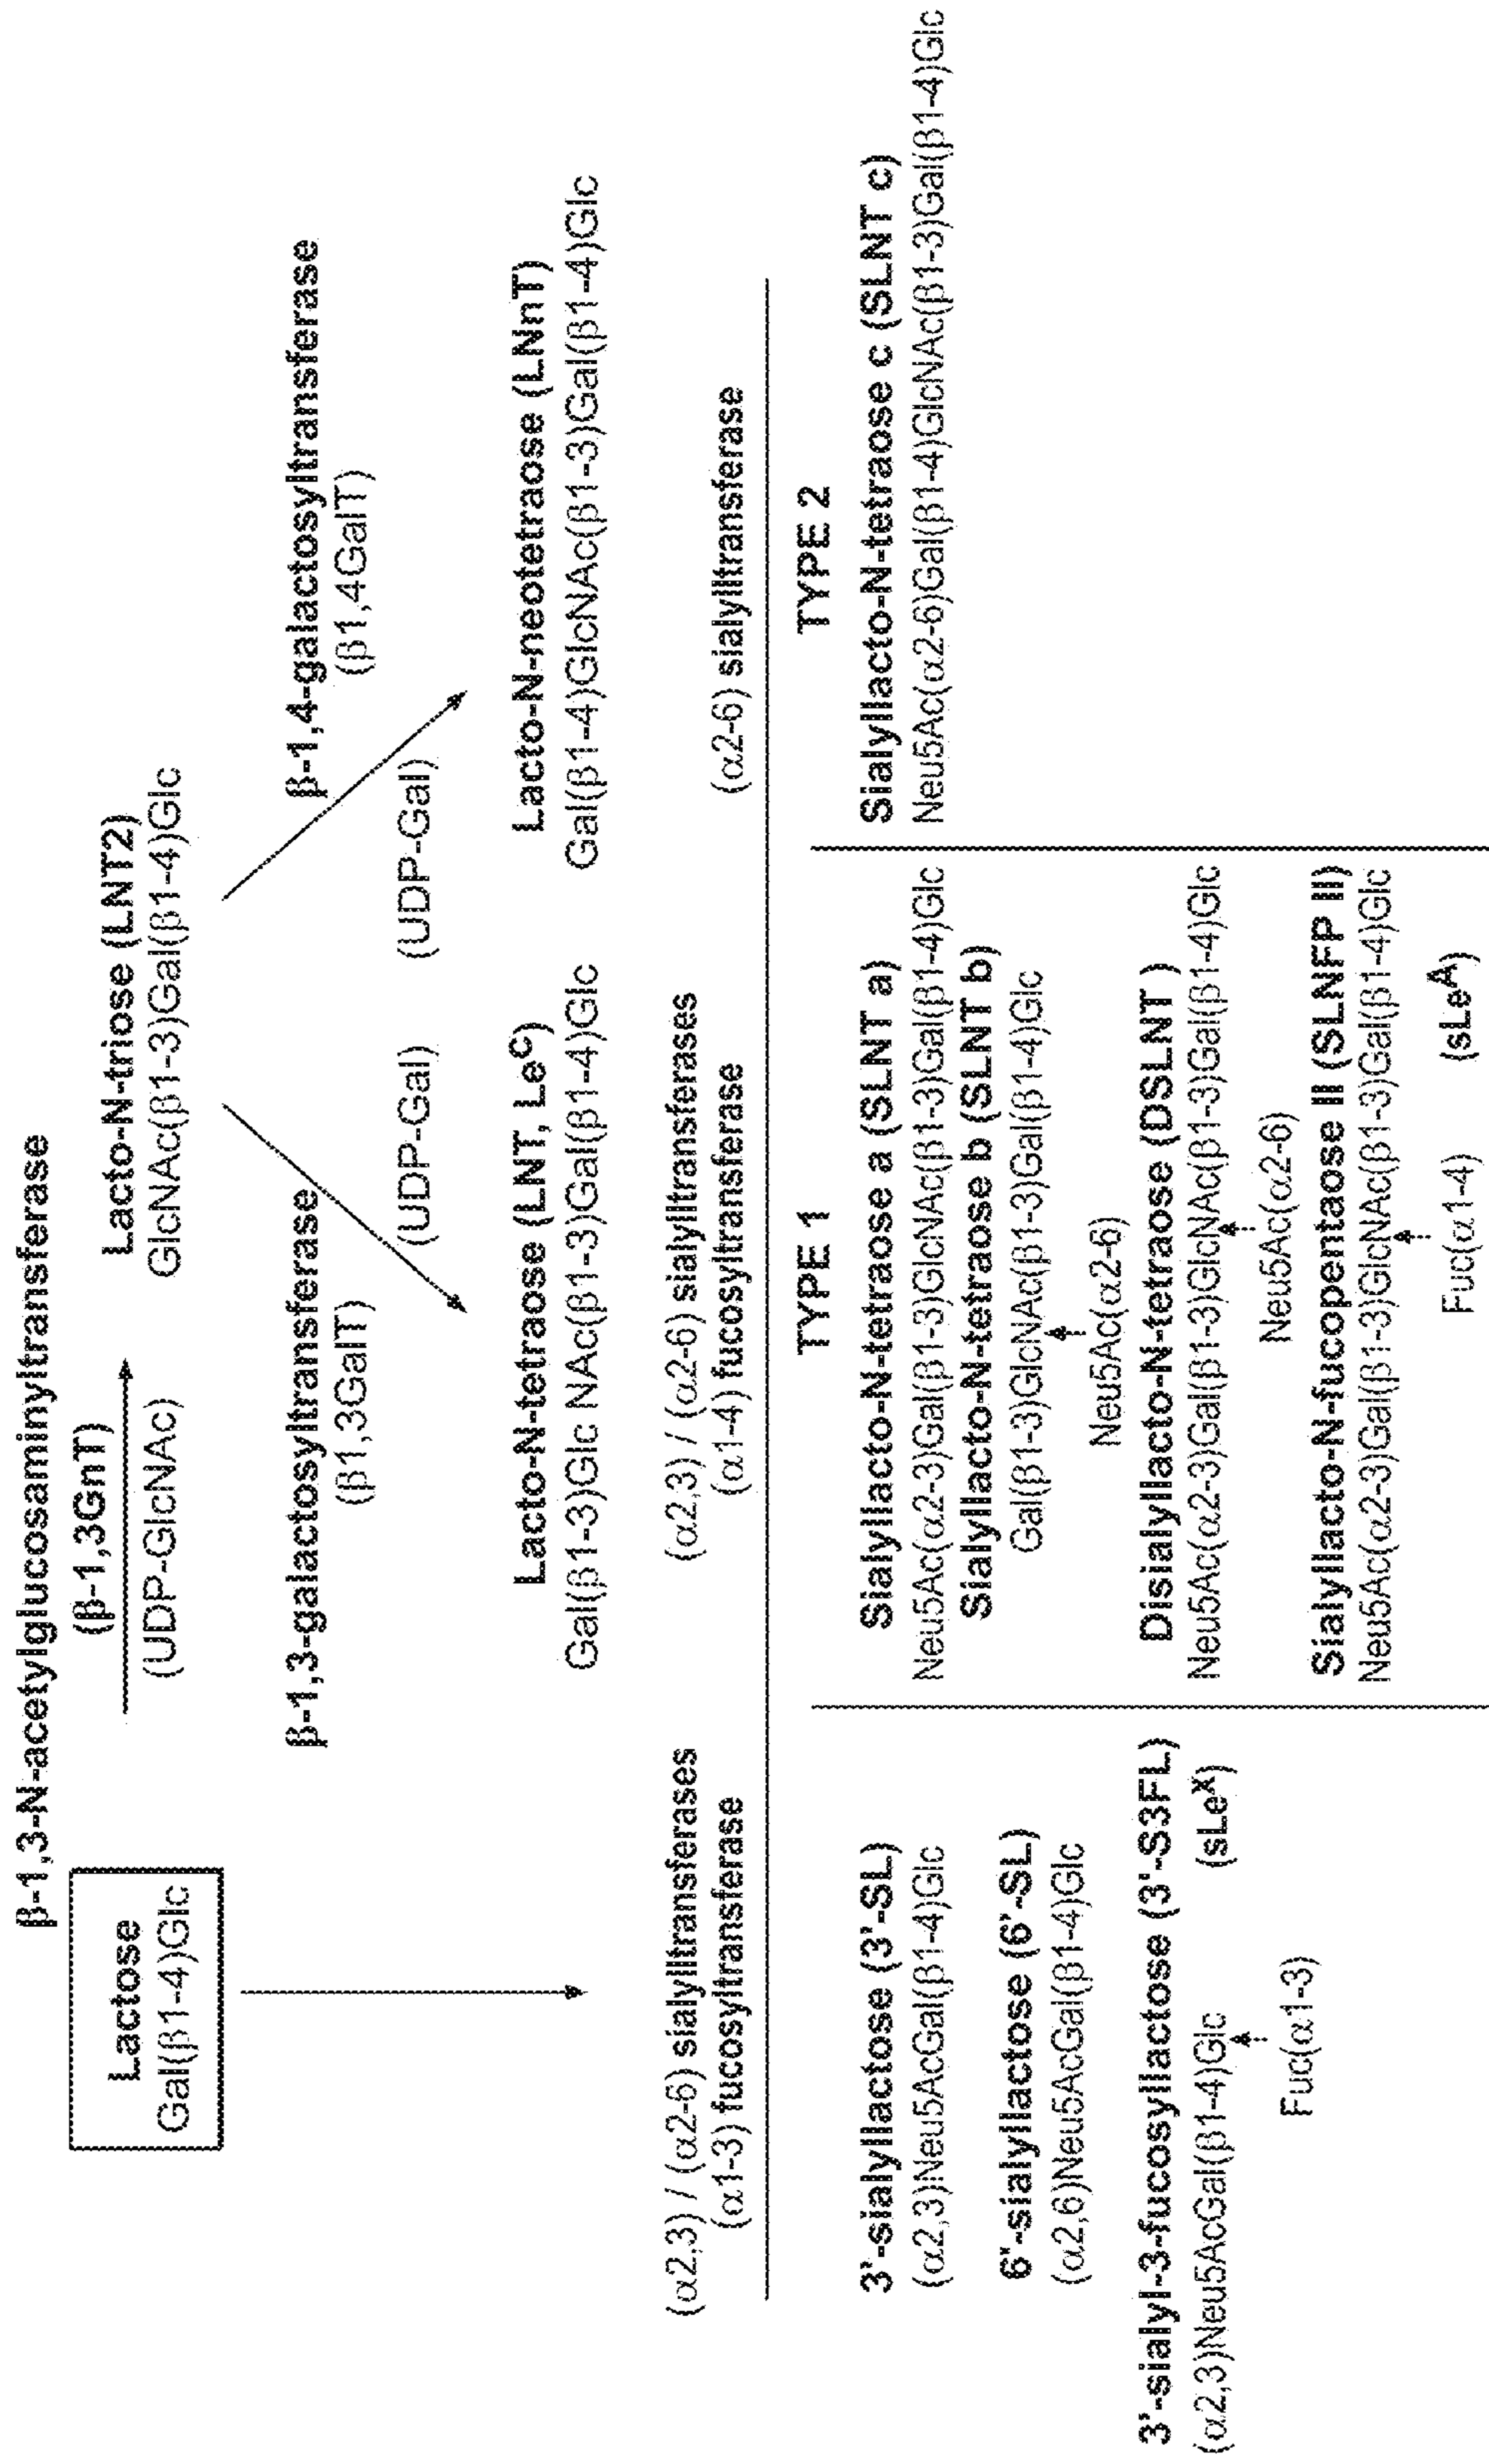 β-1,3-N-acetylglucosaminyltransferase
(β-1,3GnT)
(UDP-GlcNAc)
Lactose
Gal(β1-4)Glc
Lacto-N-triose (LNT2)
GlcNAc(β1-3)Gal(β1-4)Glc
β-1,3-galactosyltransferase
(β1,3GalT)
(UDP-Gal)
β-1,4-galactosyltransferase
(β1,4GalT)
(UDP-Gal)
Lacto-N-tetraose (LNT, Le^C)
Gal(β1-3)Glc NAc(β1-3)Gal(β1-4)Glc
Lacto-N-neotetraose (LNnT)
Gal(β1-4)GlcNAc(β1-3)Gal(β1-4)Glc
(α2,3) / (α2-6) sialylltransferases
(α1-3) fucosyltransferase
(α2,3) / (α2-6) sialylltransferases
(α1-4) fucosyltransferase
(α2-6) sialylltransferase
3'-sialyllactose (3'-SL)
(α2,3)Neu5AcGal(β1-4)Glc
6'-sialyllactose (6'-SL)
(α2,6)Neu5AcGal(β1-4)Glc
3'-sialyl-3-fucosyllactose (3'-S3FL)
(α2,3)Neu5AcGal(β1-4)Glc
(sLe^X)
Fuc(α1-3)
TYPE 1
Sialyllacto-N-tetraose a (SLNT a)
Neu5Ac(α2-3)Gal(β1-3)GlcNAc(β1-3)Gal(β1-4)Glc
Sialyllacto-N-tetraose b (SLNT b)
Gal(β1-3)GlcNAc(β1-3)Gal(β1-4)Glc
Neu5Ac(α2-6)
Disialyllacto-N-tetraose (DSLNT )
Neu5Ac(α2-3)Gal(β1-3)GlcNAc(β1-3)Gal(β1-4)Glc
Neu5Ac(α2-6)
Sialyllacto-N-fucopentaose II (SLNFP II)
Neu5Ac(α2-3)Gal(β1-3)GlcNAc(β1-3)Gal(β1-4)Glc
Fuc(α1-4)
(sLe^A)
TYPE 2
Sialyllacto-N-tetraose c (SLNT c)
Neu5Ac(α2-6)Gal(β1-4)GlcNAc(β1-3)Gal(β1-4)Glc